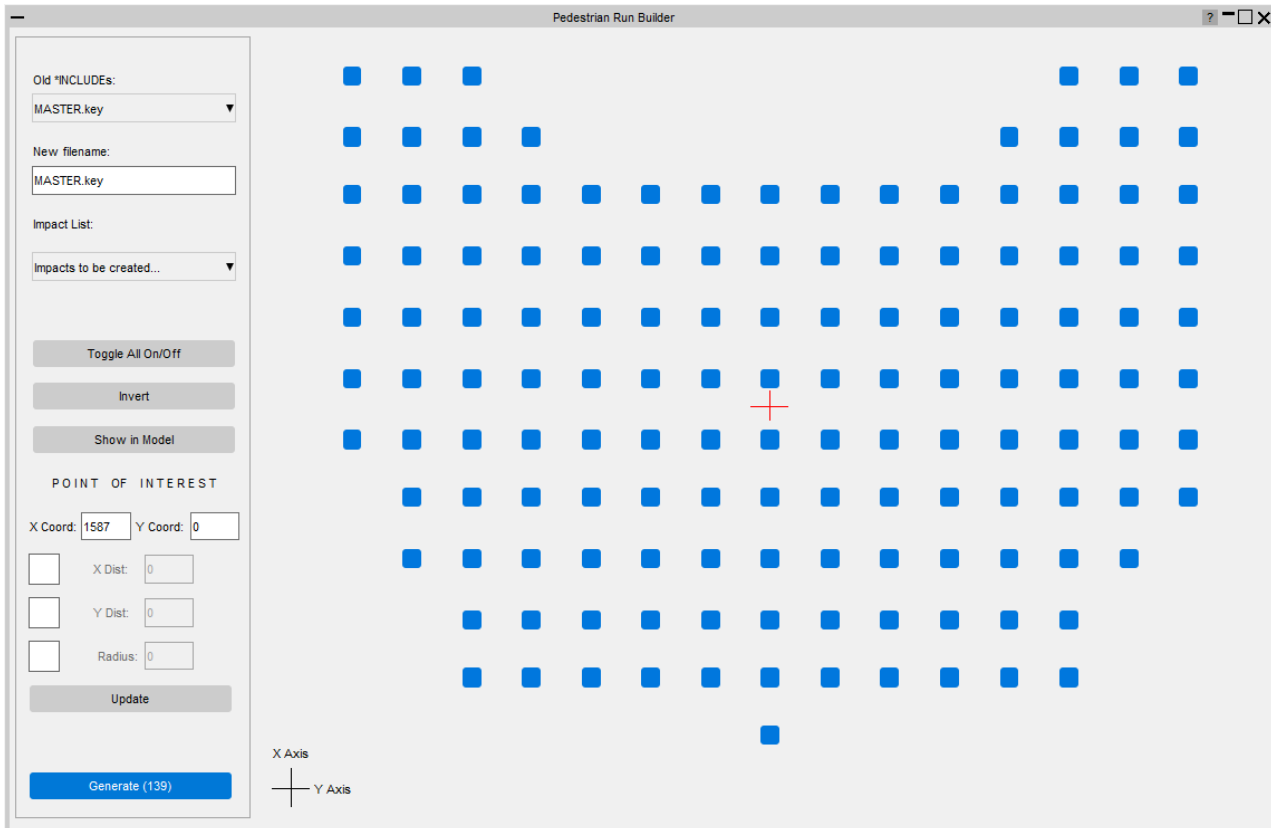 Pedestrian Run Builder
?
Old *INCLUDEs:
MASTER.key
New filename:
MASTER.key
Impact List:
Impacts to be created...
Toggle All On/Off
Invert
Show in Model
POINT OF INTEREST
X Coord: 1587 Y Coord: 0
X Dist: 0
Y Dist: 0
Radius: 0
Update
Generate (139)
X Axis
Y Axis